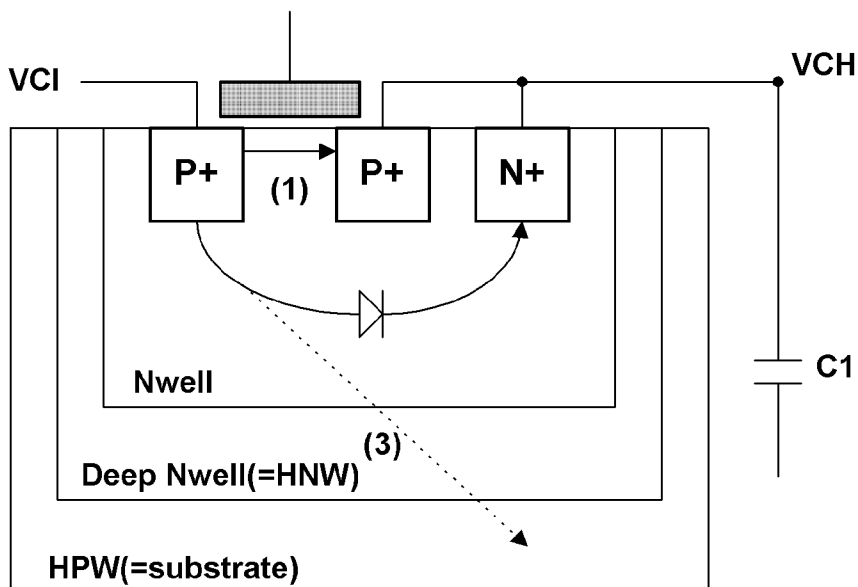 VCI
VCH
P+
P+
N+
(1)
C1
Nwell
(3)
Deep Nwell(=HNW)
HPW(=substrate)